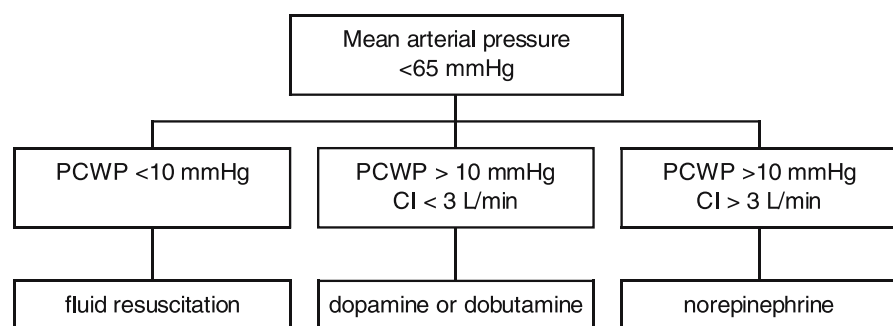 Mean arterial pressure
<65 mmHg
PCWP <10 mmHg
PCWP > 10 mmHg
CI < 3 L/min
PCWP >10 mmHg
CI > 3 L/min
fluid resuscitation
dopamine or dobutamine
norepinephrine